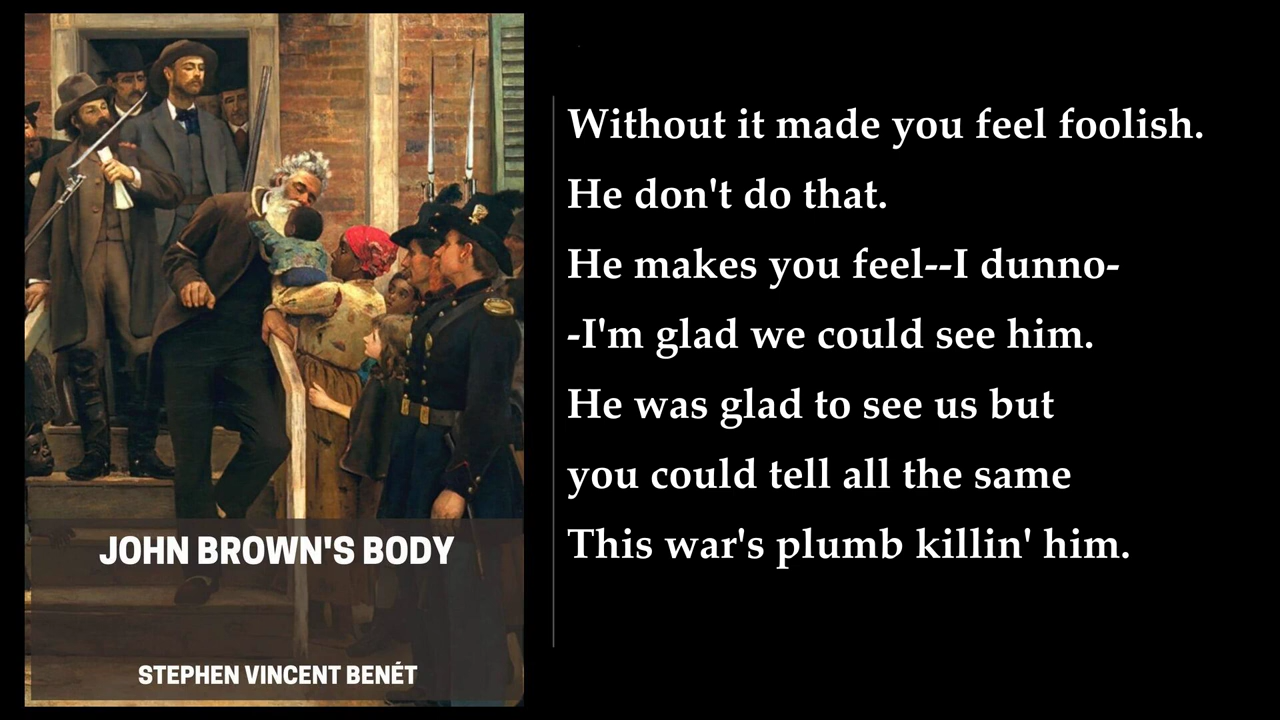 JOHN BROWN'S BODY
STEPHEN VINCENT BENÉT
Without it made you feel foolish.
He don't do that.
He makes you feel--I dunno-
-I'm glad we could see him.
He was glad to see us but
you could tell all the same
This war's plumb killin' him.